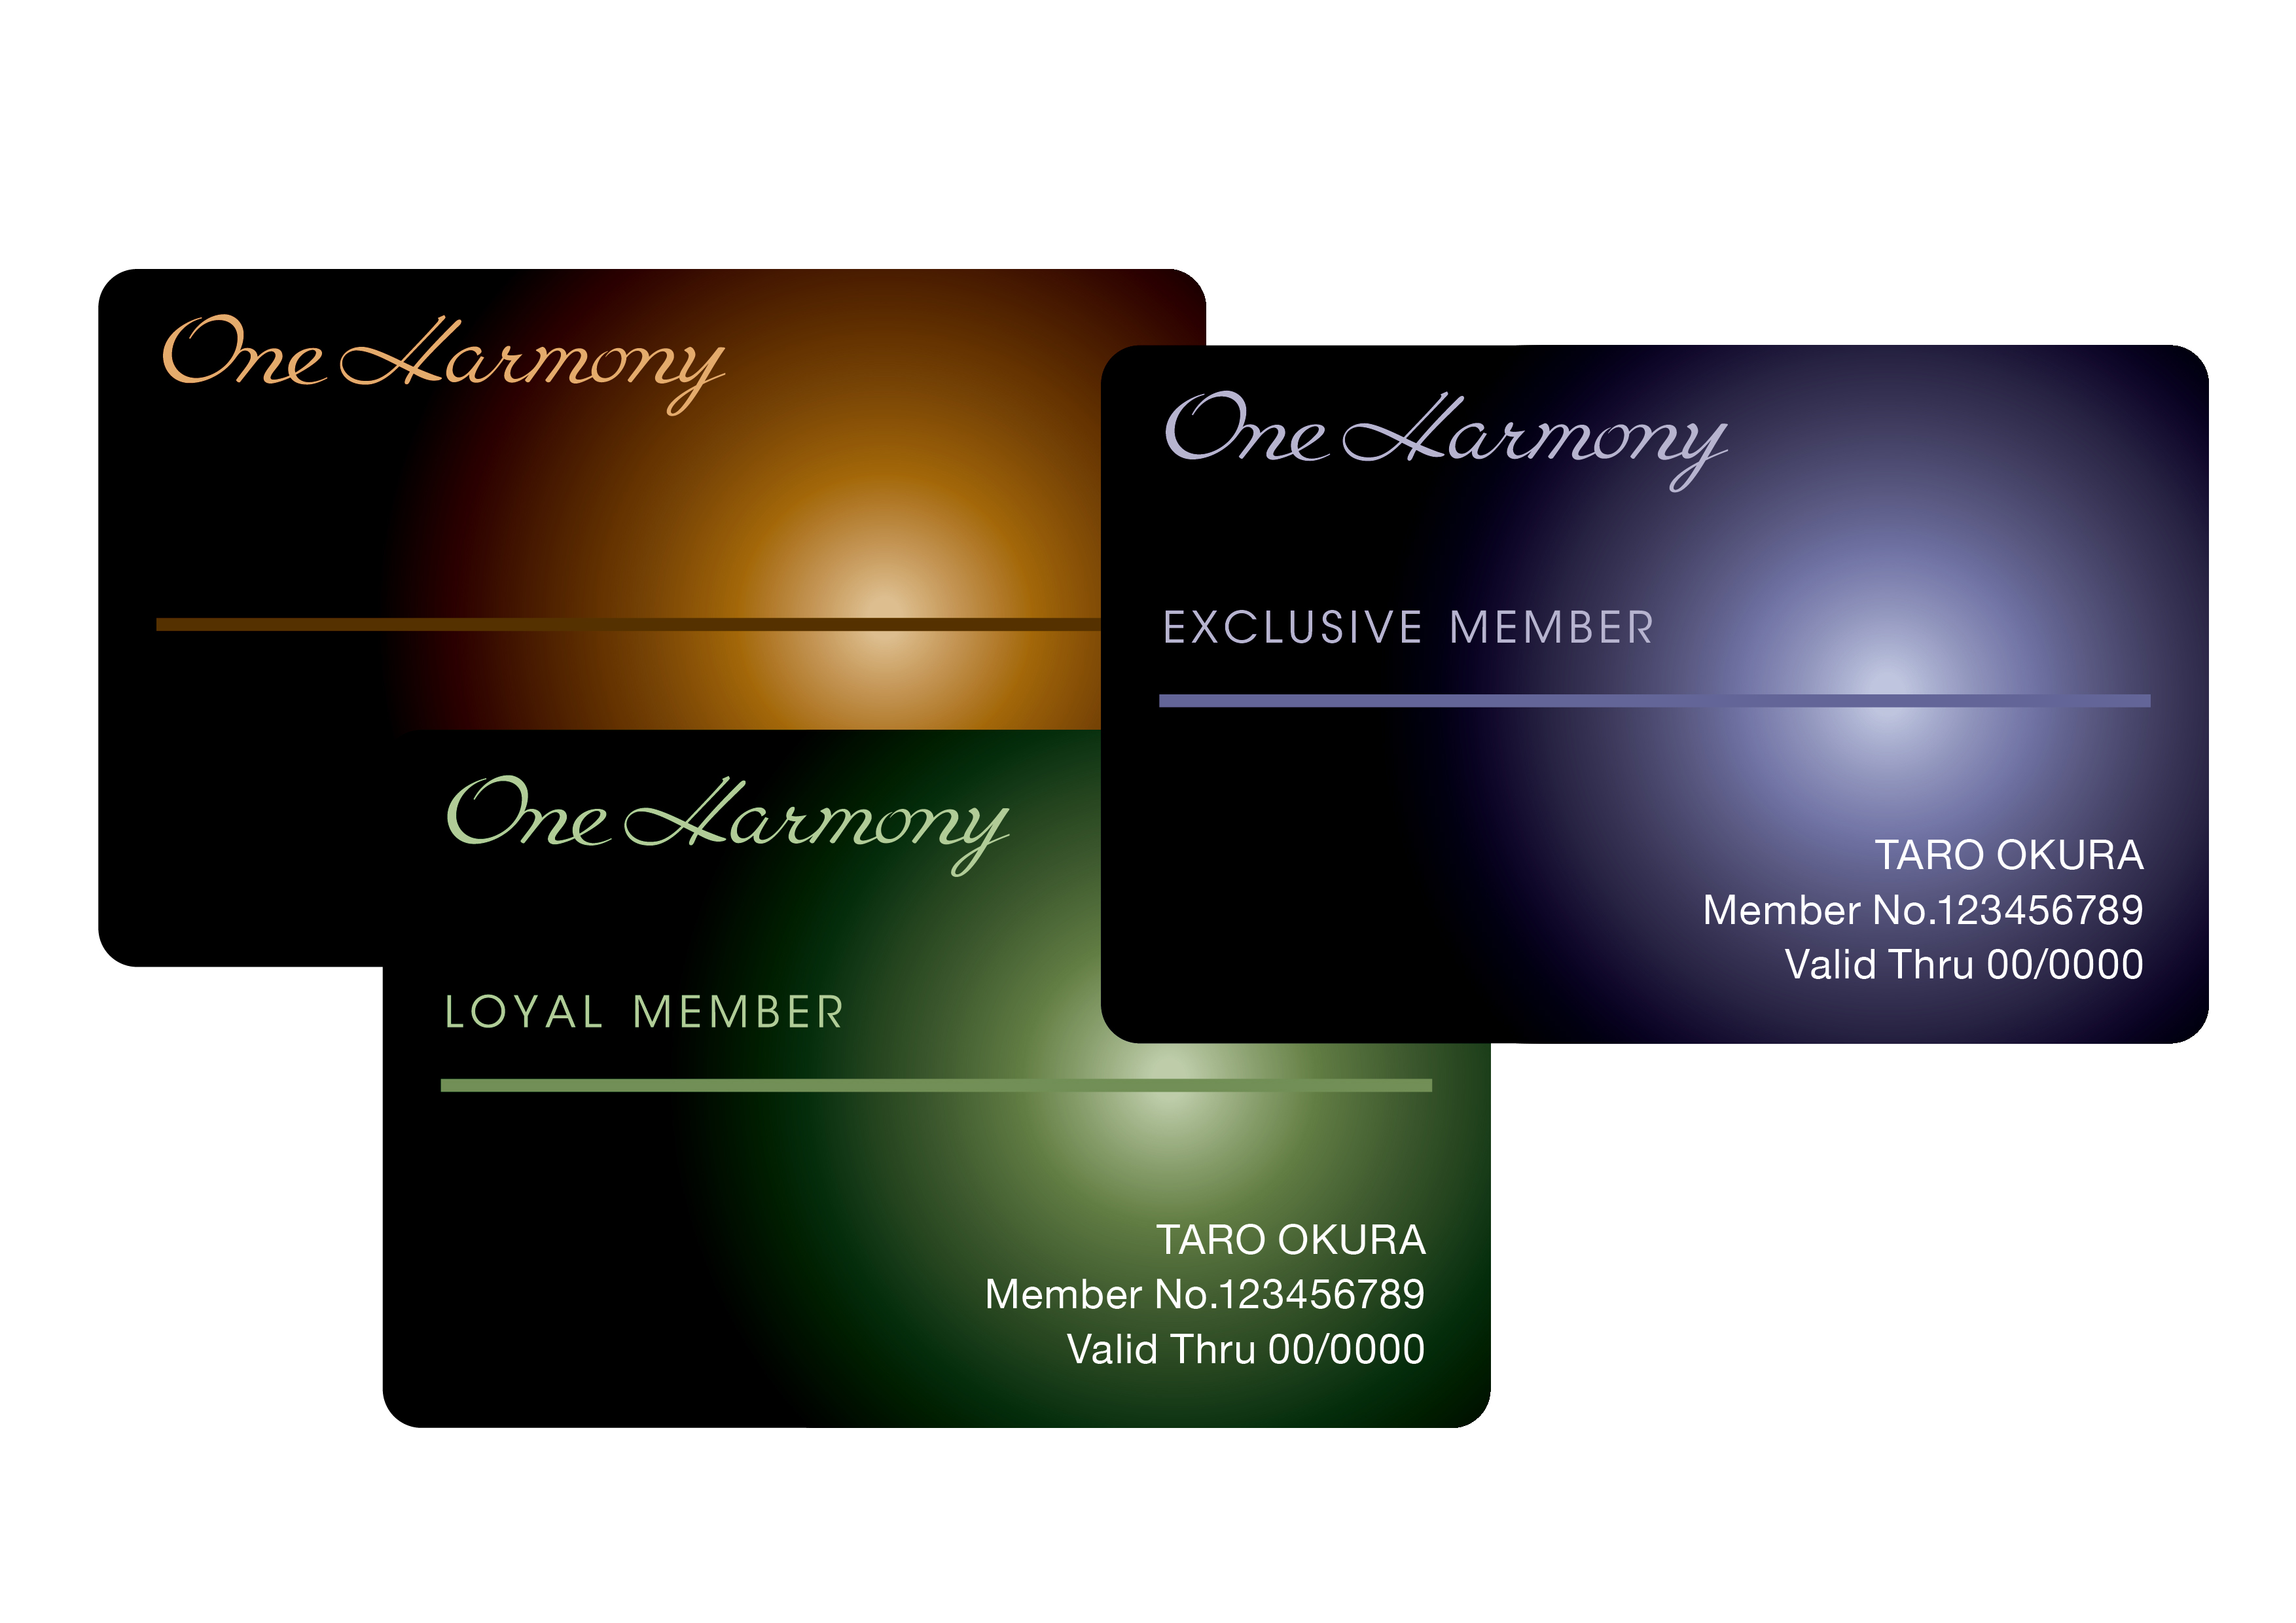 One Harmony
One Harmony
EXCLUSIVE MEMBER
TARO OKURA
Member No.123456789
Valid Thru 00/0000
One Harmony
LOYAL MEMBER
TARO OKURA
Member No.123456789
Valid Thru 00/0000